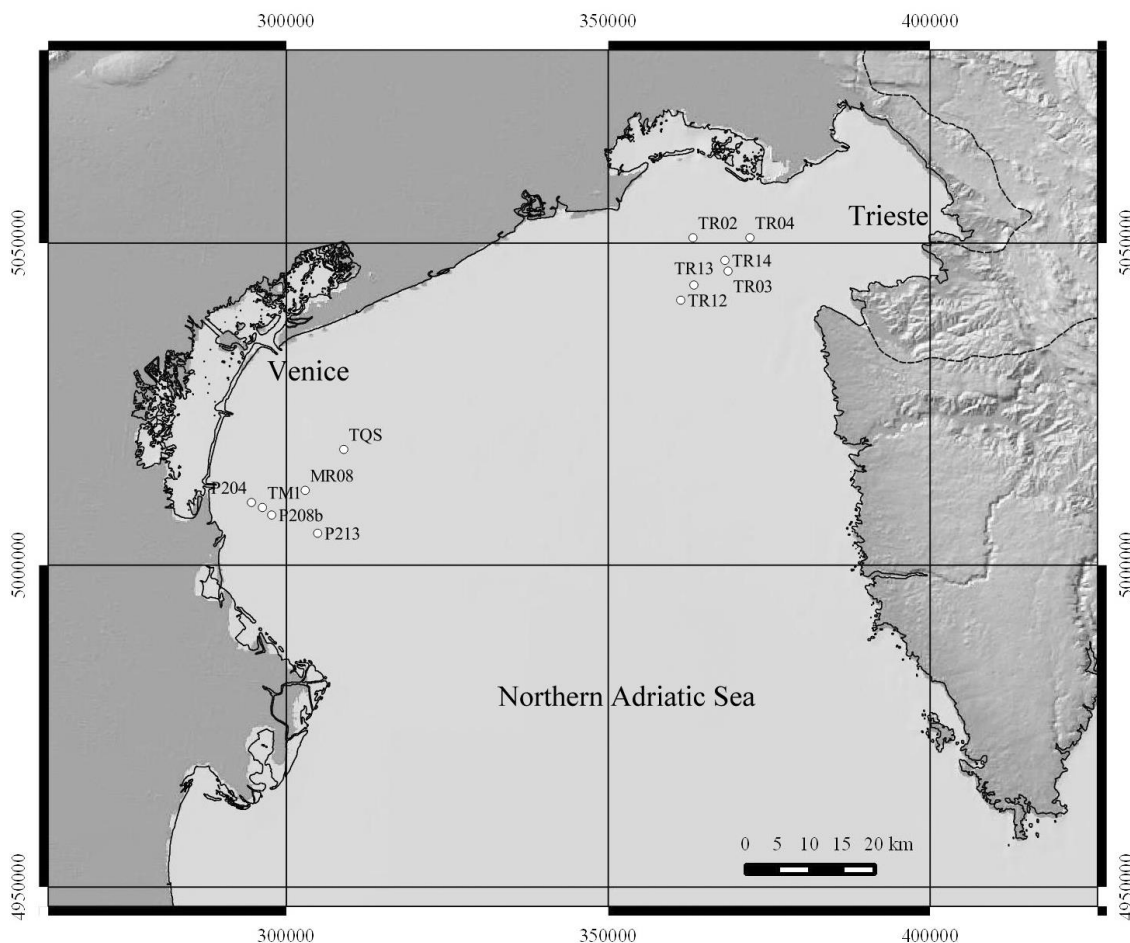 300000 350000 400000
TR02 TR04
Trieste
5050000 5050000
TR13 TR14
TR03
TR12
Venice
TQS
MR08
P204 TM1
P208b
P213
5000000 5000000
Northern Adriatic Sea
0 5 10 15 20 km
4950000 4950000
300000 350000 400000